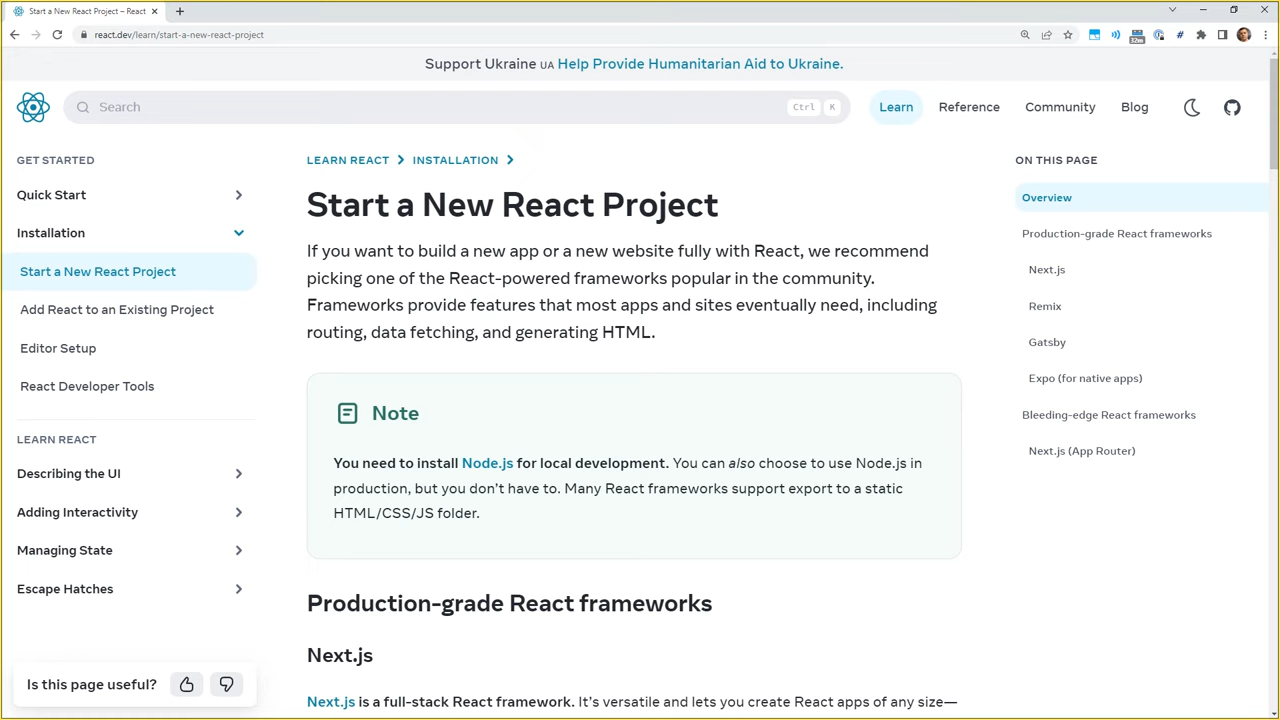 Start a New React Project – React
react.dev/learn/start-a-new-react-project
32m
#
Support Ukraine UA Help Provide Humanitarian Aid to Ukraine.
Search
Ctrl K
Learn
Reference
Community
Blog
GET STARTED
Quick Start
Installation
Start a New React Project
Add React to an Existing Project
Editor Setup
React Developer Tools
LEARN REACT
Describing the UI
Adding Interactivity
Managing State
Escape Hatches
Is this page useful?
LEARN REACT
INSTALLATION
Start a New React Project
If you want to build a new app or a new website fully with React, we recommend
picking one of the React-powered frameworks popular in the community.
Frameworks provide features that most apps and sites eventually need, including
routing, data fetching, and generating HTML.
Note
You need to install Node.js for local development. You can also choose to use Node.js in
production, but you don’t have to. Many React frameworks support export to a static
HTML/CSS/JS folder.
Production-grade React frameworks
Next.js
Next.js is a full-stack React framework. It’s versatile and lets you create React apps of any size—
ON THIS PAGE
Overview
Production-grade React frameworks
Next.js
Remix
Gatsby
Expo (for native apps)
Bleeding-edge React frameworks
Next.js (App Router)